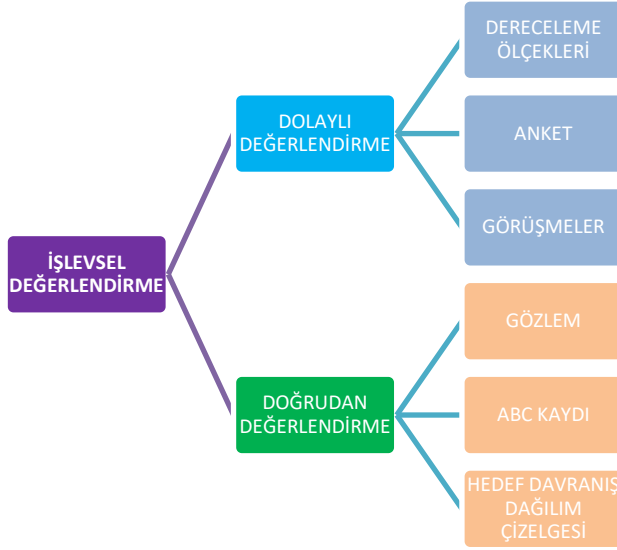 DERECELEME
ÖLÇEKLERİ
DOLAYLI
DEĞERLENDİRME
ANKET
GÖRÜŞMELER
İŞLEVSEL
DEĞERLENDİRME
GÖZLEM
DOĞRUDAN
DEĞERLENDİRME
ABC KAYDI
HEDEF DAVRANIŞ
DAĞILIM
ÇİZELGESİ